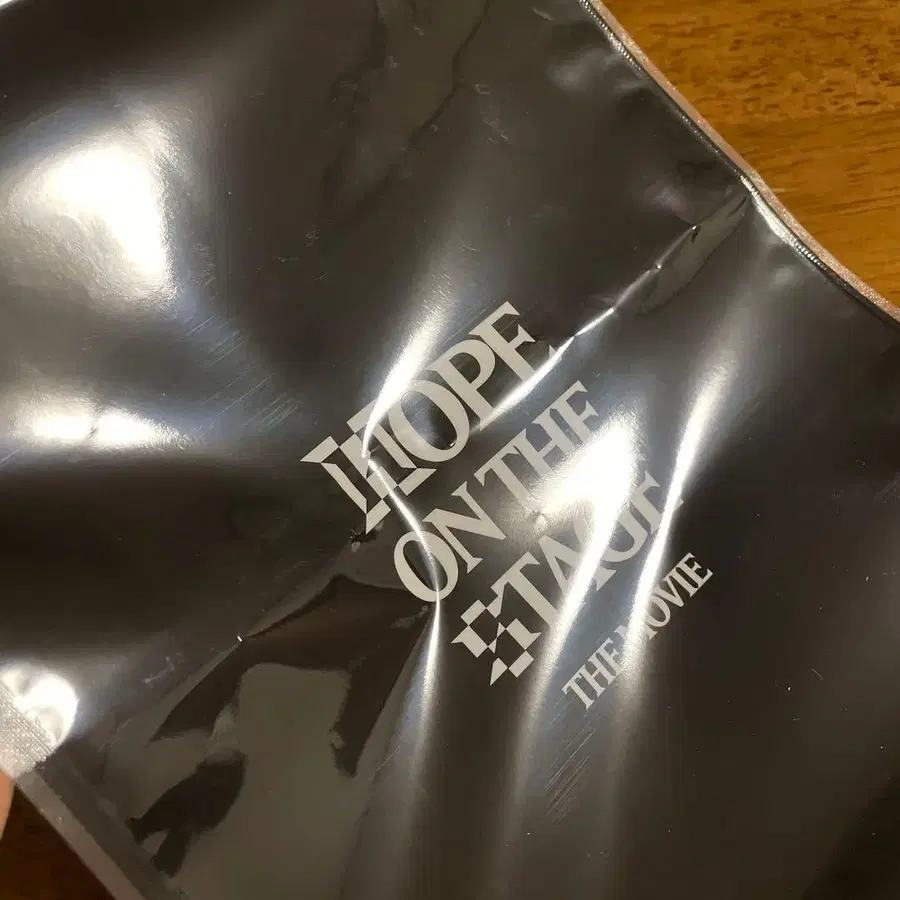 HOPE
ON THE
STAGE
THE MOVIE